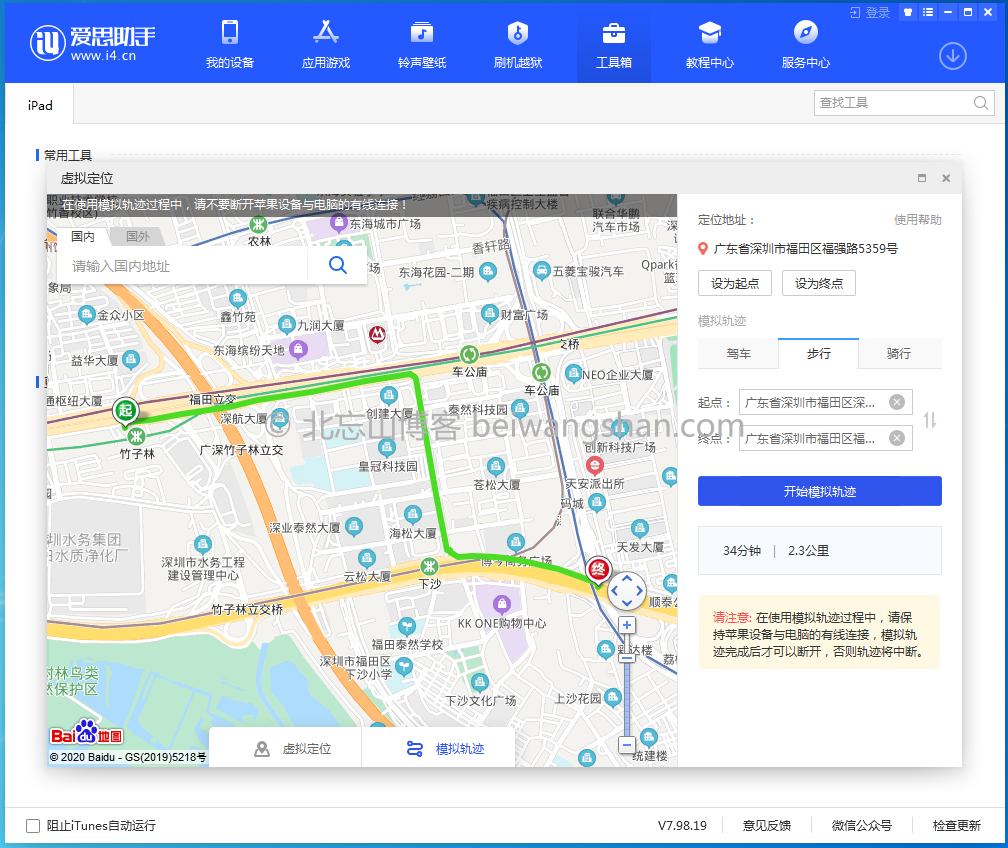 登录
爱思助手
www.i4.cn
我的设备
应用游戏
铃声壁纸
刷机越狱
工具箱
教程中心
服务中心
iPad
查找工具
常用工具
虚拟定位
在使用模拟轨迹过程中，请不要断开苹果设备与电脑的有线连接！
国内
国外
请输入国内地址
疾病控制大楼
联合华鹏
汽车市场
东海城市广场
农林
香轩路
东海花园-二期
五菱宝骏汽车
Qpark
金众小区
鑫竹苑
九润大厦
财富广场
益华大厦
东海缤纷天地
车公庙
车公庙
NEO企业大厦
福田立交
深航大厦
创建大厦
泰然科技园
竹子林
广深竹子林立交
皇冠科技园
创新科技广场
苍松大厦
天安派出所
码城
深业泰然大厦
海松大厦
天发大厦
圳水务集团
田水质净化厂
深圳市水务工程
建设管理中心
云松大厦
下沙
博今商务广场
竹子林立交桥
KK ONE购物中心
福田泰然学校
深圳市福田区
下沙小学
下沙文化广场
上沙花园
统建楼
© 北忘山博客 beiwangshan.com
起
终
Baidu地图
© 2020 Baidu - GS(2019)5218号
虚拟定位
模拟轨迹
定位地址：
使用帮助
广东省深圳市福田区福强路5359号
设为起点
设为终点
模拟轨迹
驾车
步行
骑行
起点：
广东省深圳市福田区深...
终点：
广东省深圳市福田区福...
开始模拟轨迹
34分钟 | 2.3公里
请注意: 在使用模拟轨迹过程中，请保
持苹果设备与电脑的有线连接，模拟轨
迹完成后才可以断开，否则轨迹将中断。
阻止iTunes自动运行
V7.98.19
意见反馈
微信公众号
检查更新